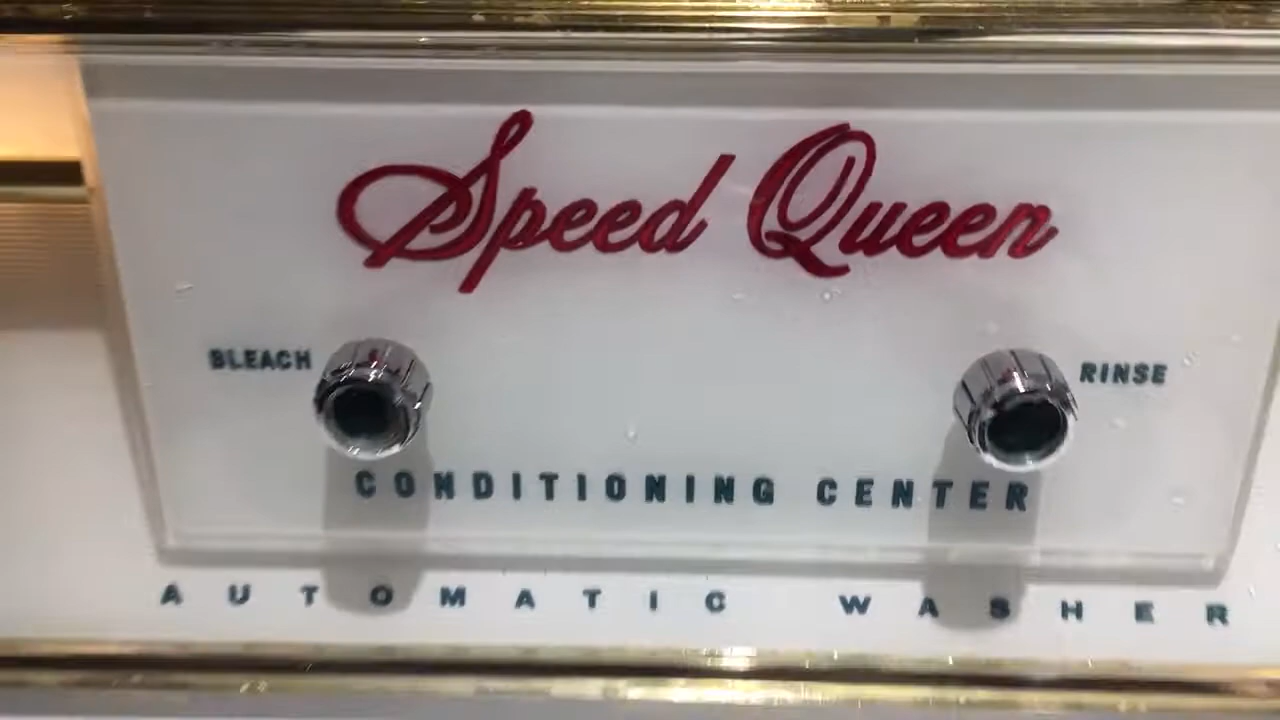 Speed Queen
BLEACH RINSE
CONDITIONING CENTER
AUTOMATIC WASHER